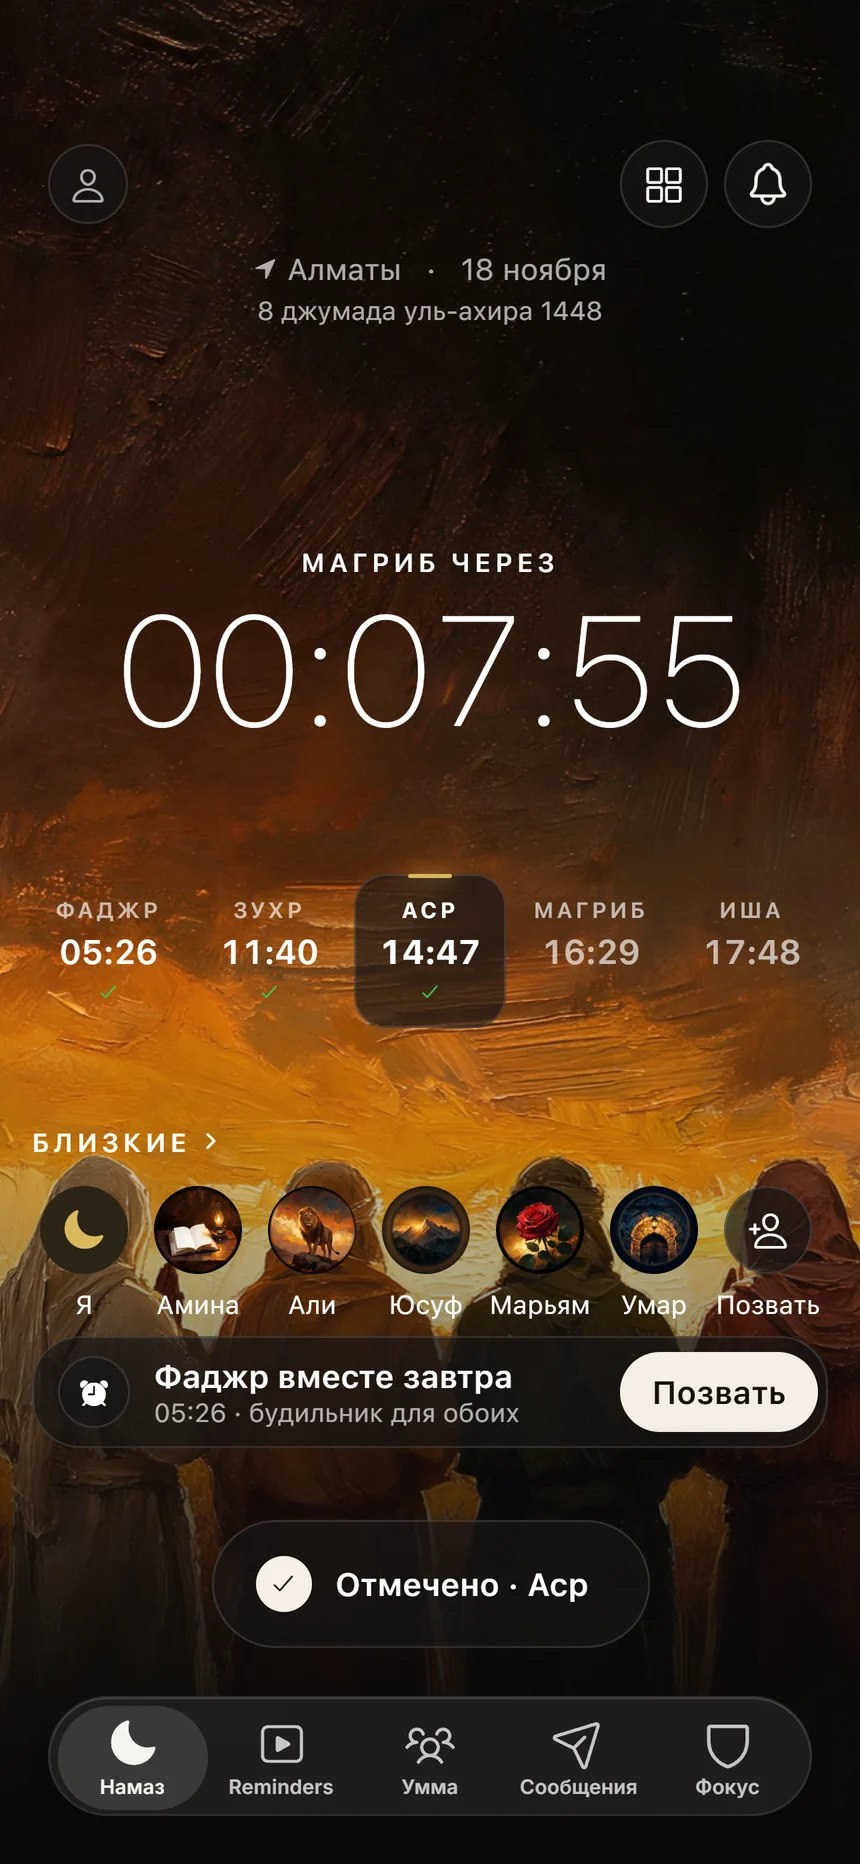 Алматы · 18 ноября
8 джумада уль-ахира 1448
МАГРИБ ЧЕРЕЗ
00:07:55
ФАДЖР ЗУХР АСР МАГРИБ ИША
05:26 11:40 14:47 16:29 17:48
БЛИЗКИЕ
Я Амина Али Юсуф Марьям Умар Позвать
Фаджр вместе завтра
05:26 · будильник для обоих
Позвать
Отмечено · Аср
Намаз Reminders Умма Сообщения Фокус